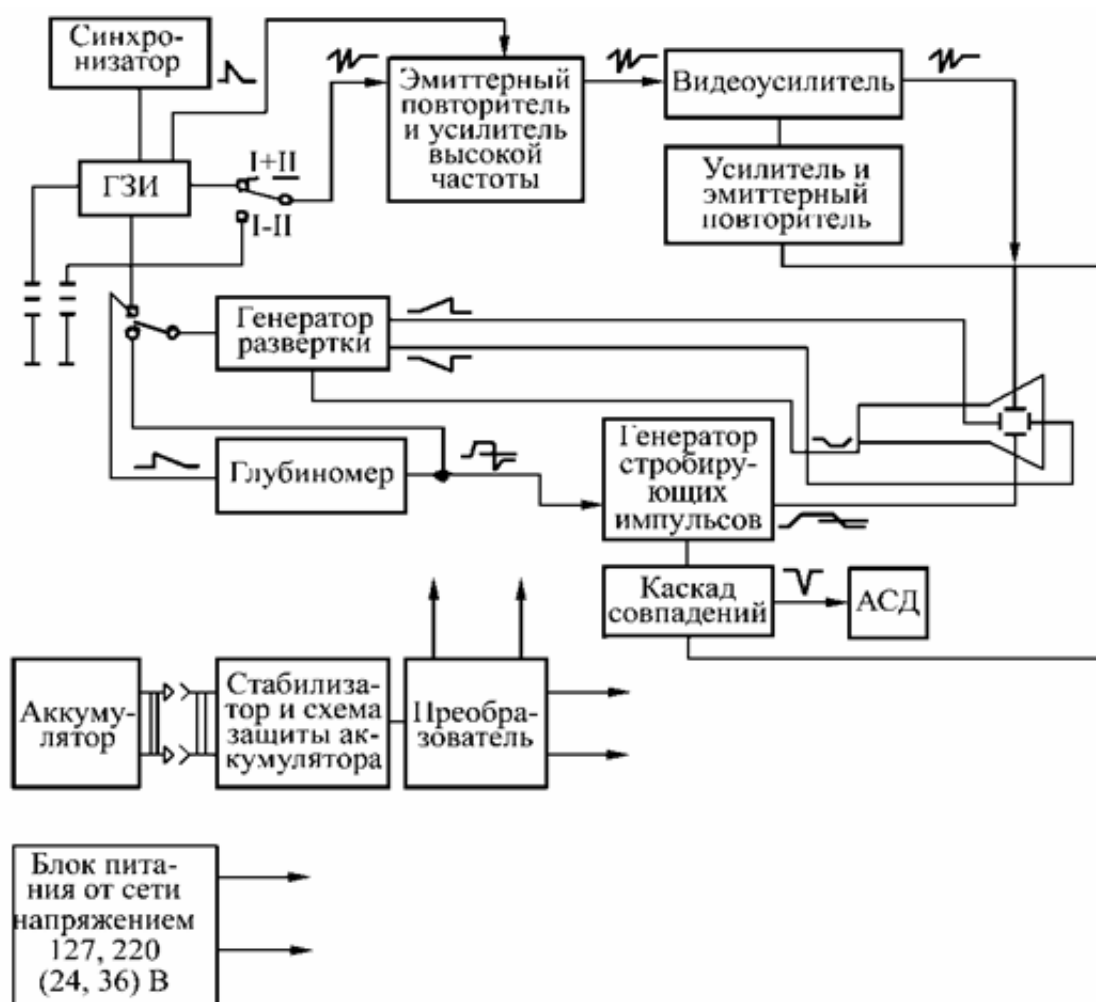 Синхро-
низатор
Эмиттерный
повторитель
и усилитель
высокой
частоты
Видеоусилитель
ГЗИ
I+II
I-II
Усилитель и
эмиттерный
повторитель
Генератор
развертки
Глубиномер
Генератор
стробиру-
ющих
импульсов
Каскад
совпадений
АСД
Аккуму-
лятор
Стабилиза-
тор и схема
защиты ак-
кумулятора
Преобра-
зователь
Блок пита-
ния от сети
напряжением
127, 220
(24, 36) В